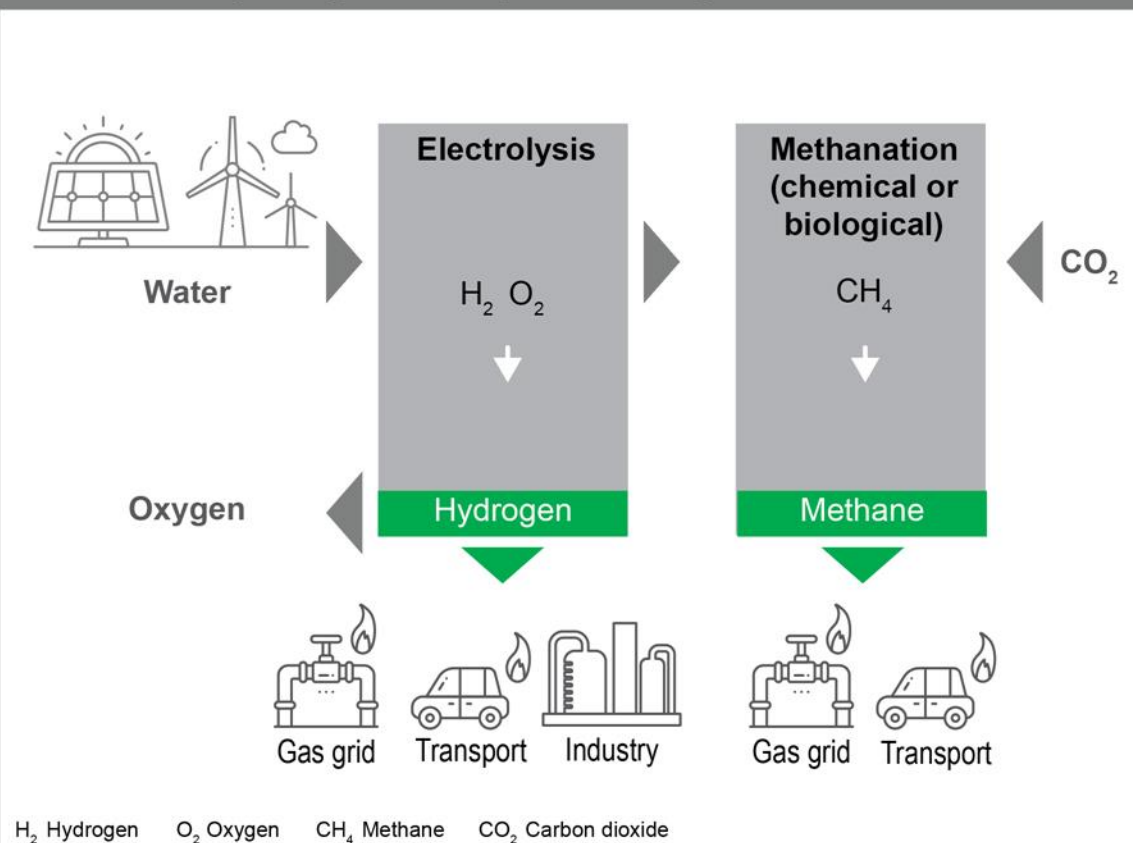 Electrolysis
Methanation
(chemical or
biological)
Water
H₂ O₂
CH₄
CO₂
Oxygen
Hydrogen
Methane
Gas grid
Transport
Industry
Gas grid
Transport
H₂ Hydrogen O₂ Oxygen CH₄ Methane CO₂ Carbon dioxide